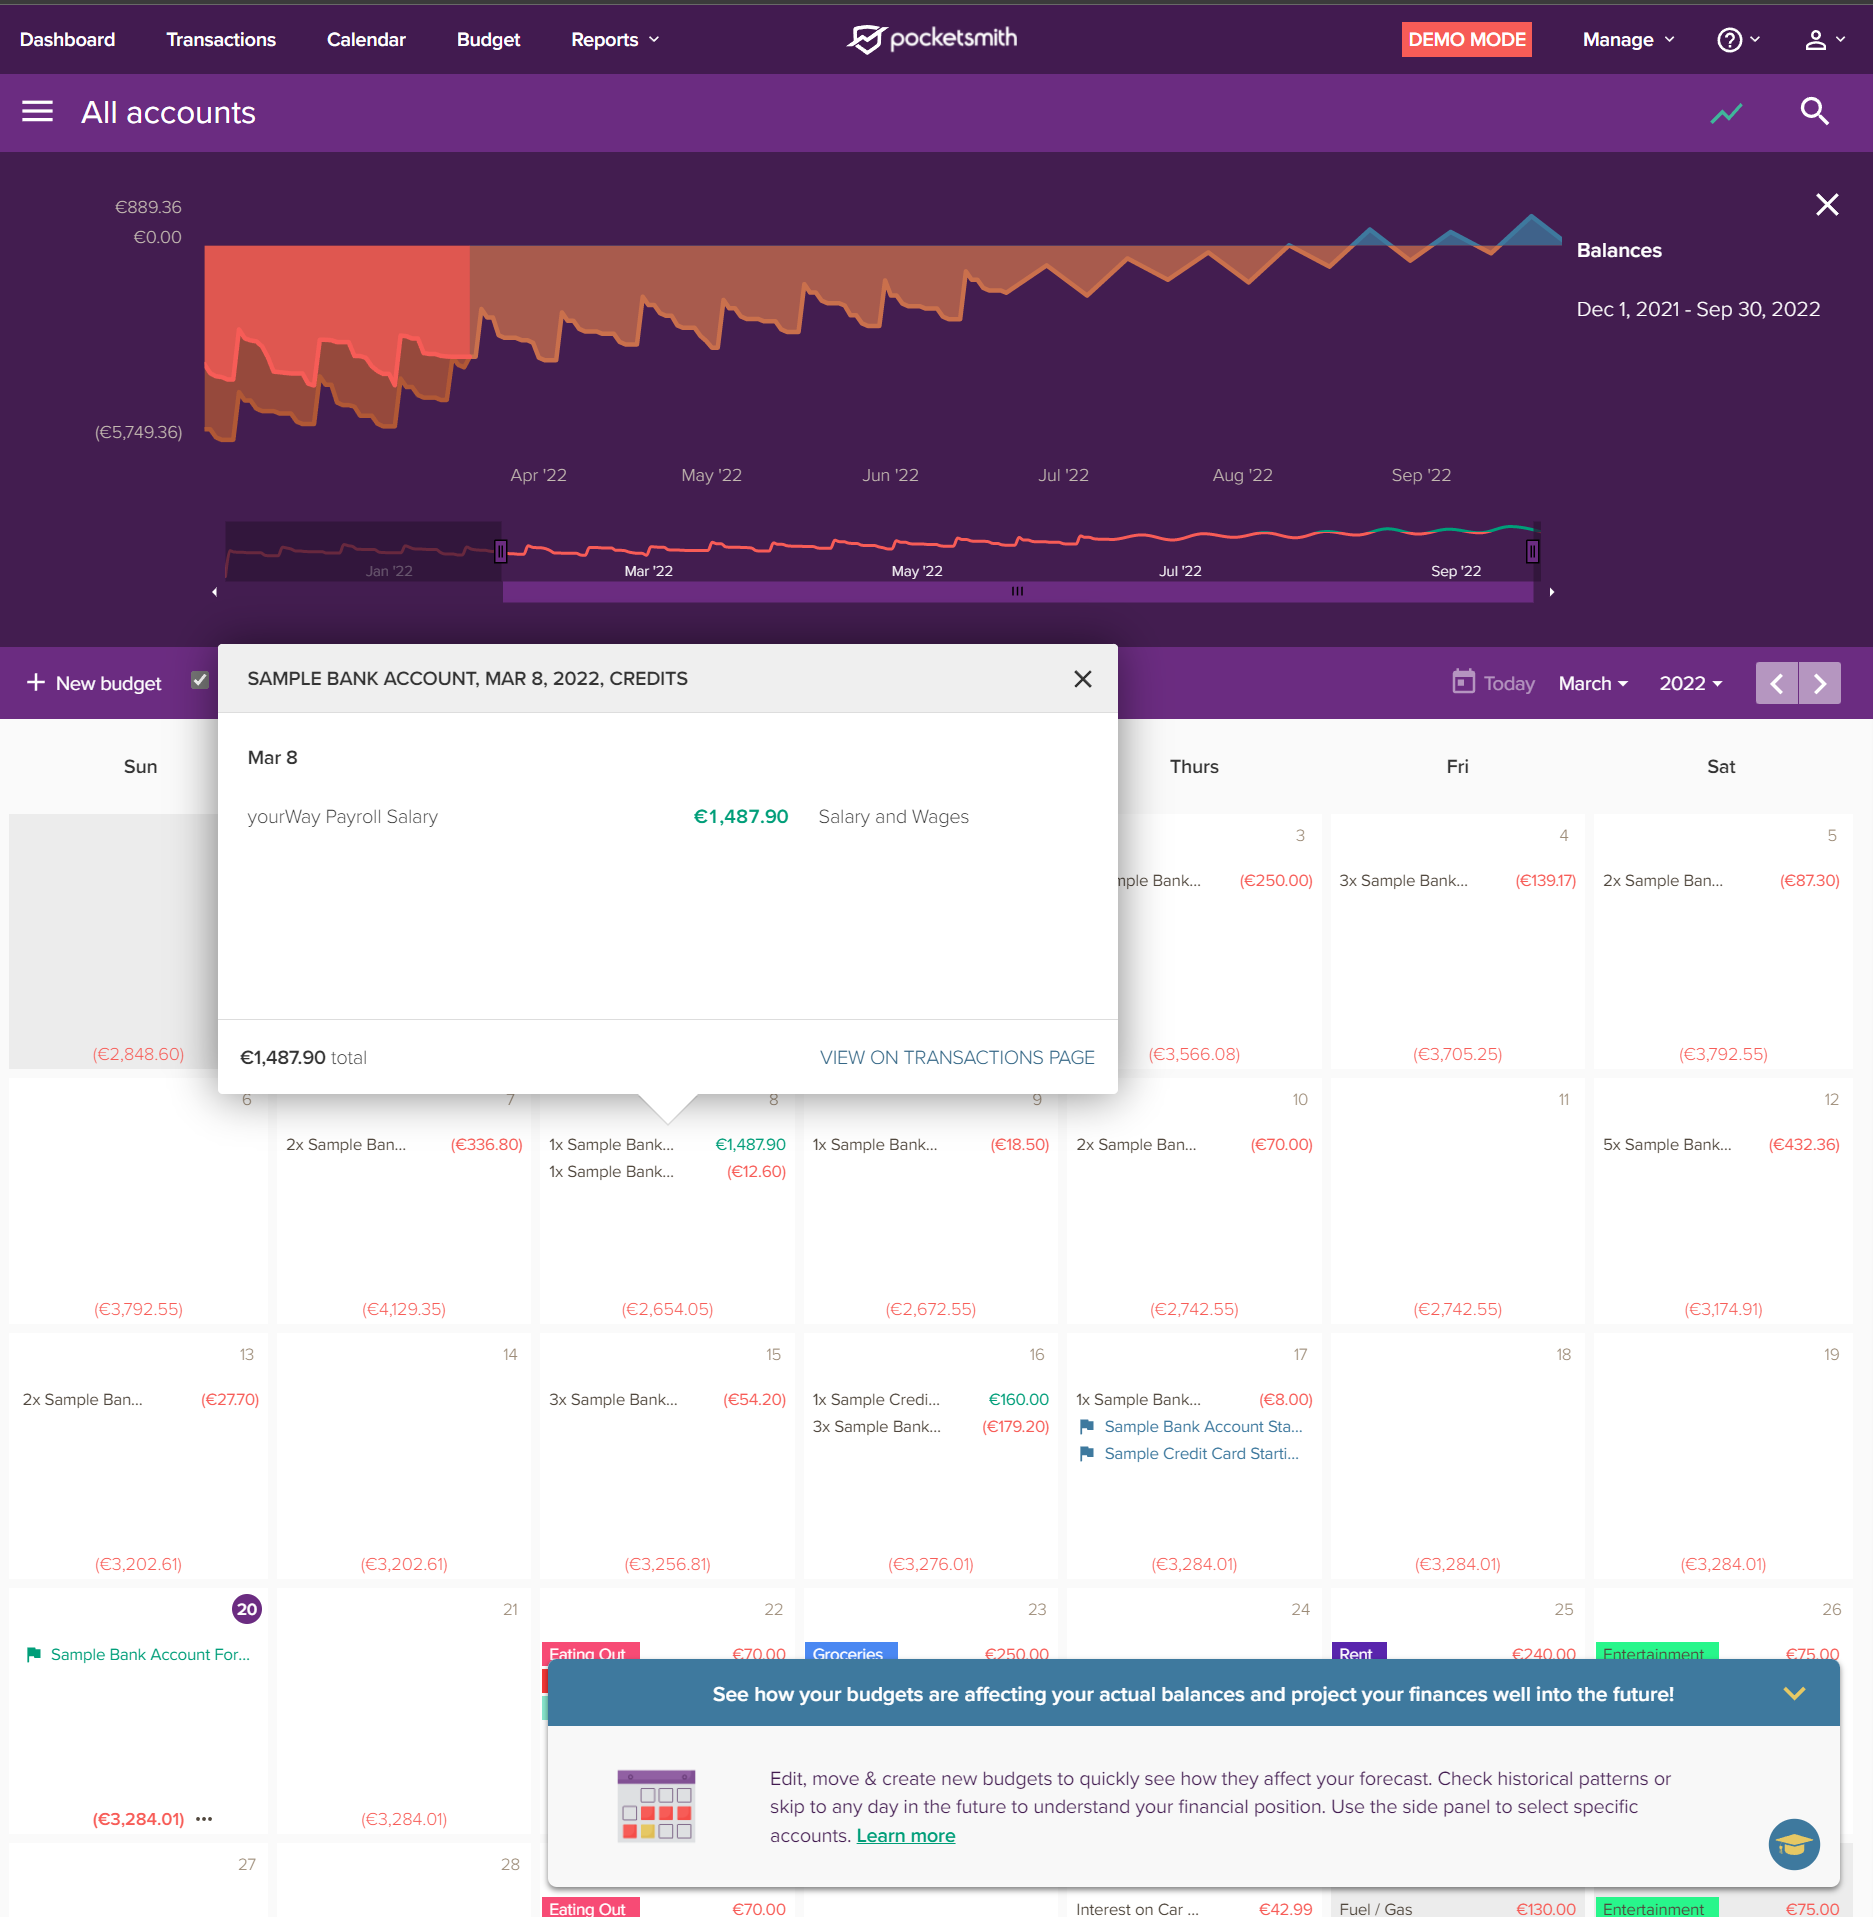 Dashboard Transactions Calendar Budget Reports pocketsmith DEMO MODE Manage
All accounts
€889.36
€0.00
(€5,749.36)
Balances
Dec 1, 2021 - Sep 30, 2022
Apr '22 May '22 Jun '22 Jul '22 Aug '22 Sep '22
Jan '22 Mar '22 May '22 Jul '22 Sep '22
+ New budget
Today March 2022
SAMPLE BANK ACCOUNT, MAR 8, 2022, CREDITS
Mar 8
yourWay Payroll Salary €1,487.90 Salary and Wages
€1,487.90 total VIEW ON TRANSACTIONS PAGE
Sun Thurs Fri Sat
3 4 5
mple Bank... (€250.00) 3x Sample Bank... (€139.17) 2x Sample Ban... (€87.30)
(€2,848.60) (€3,566.08) (€3,705.25) (€3,792.55)
6 7 8 9 10 11 12
2x Sample Ban... (€336.80) 1x Sample Bank... €1,487.90 1x Sample Bank... (€18.50) 2x Sample Ban... (€70.00) 5x Sample Bank... (€432.36)
1x Sample Bank... (€12.60)
(€3,792.55) (€4,129.35) (€2,654.05) (€2,672.55) (€2,742.55) (€2,742.55) (€3,174.91)
13 14 15 16 17 18 19
2x Sample Ban... (€27.70) 3x Sample Bank... (€54.20) 1x Sample Credi... €160.00 1x Sample Bank... (€8.00)
3x Sample Bank... (€179.20) Sample Bank Account Sta...
Sample Credit Card Starti...
(€3,202.61) (€3,202.61) (€3,256.81) (€3,276.01) (€3,284.01) (€3,284.01) (€3,284.01)
20 21 22 23 24 25 26
Sample Bank Account For... Eating Out €70.00 Groceries €250.00 Rent €240.00 Entertainment €75.00
See how your budgets are affecting your actual balances and project your finances well into the future!
Edit, move & create new budgets to quickly see how they affect your forecast. Check historical patterns or
skip to any day in the future to understand your financial position. Use the side panel to select specific
accounts. Learn more
(€3,284.01) ••• (€3,284.01)
27 28
Eating Out €70.00 Interest on Car ... €42.99 Fuel / Gas €130.00 Entertainment €75.00